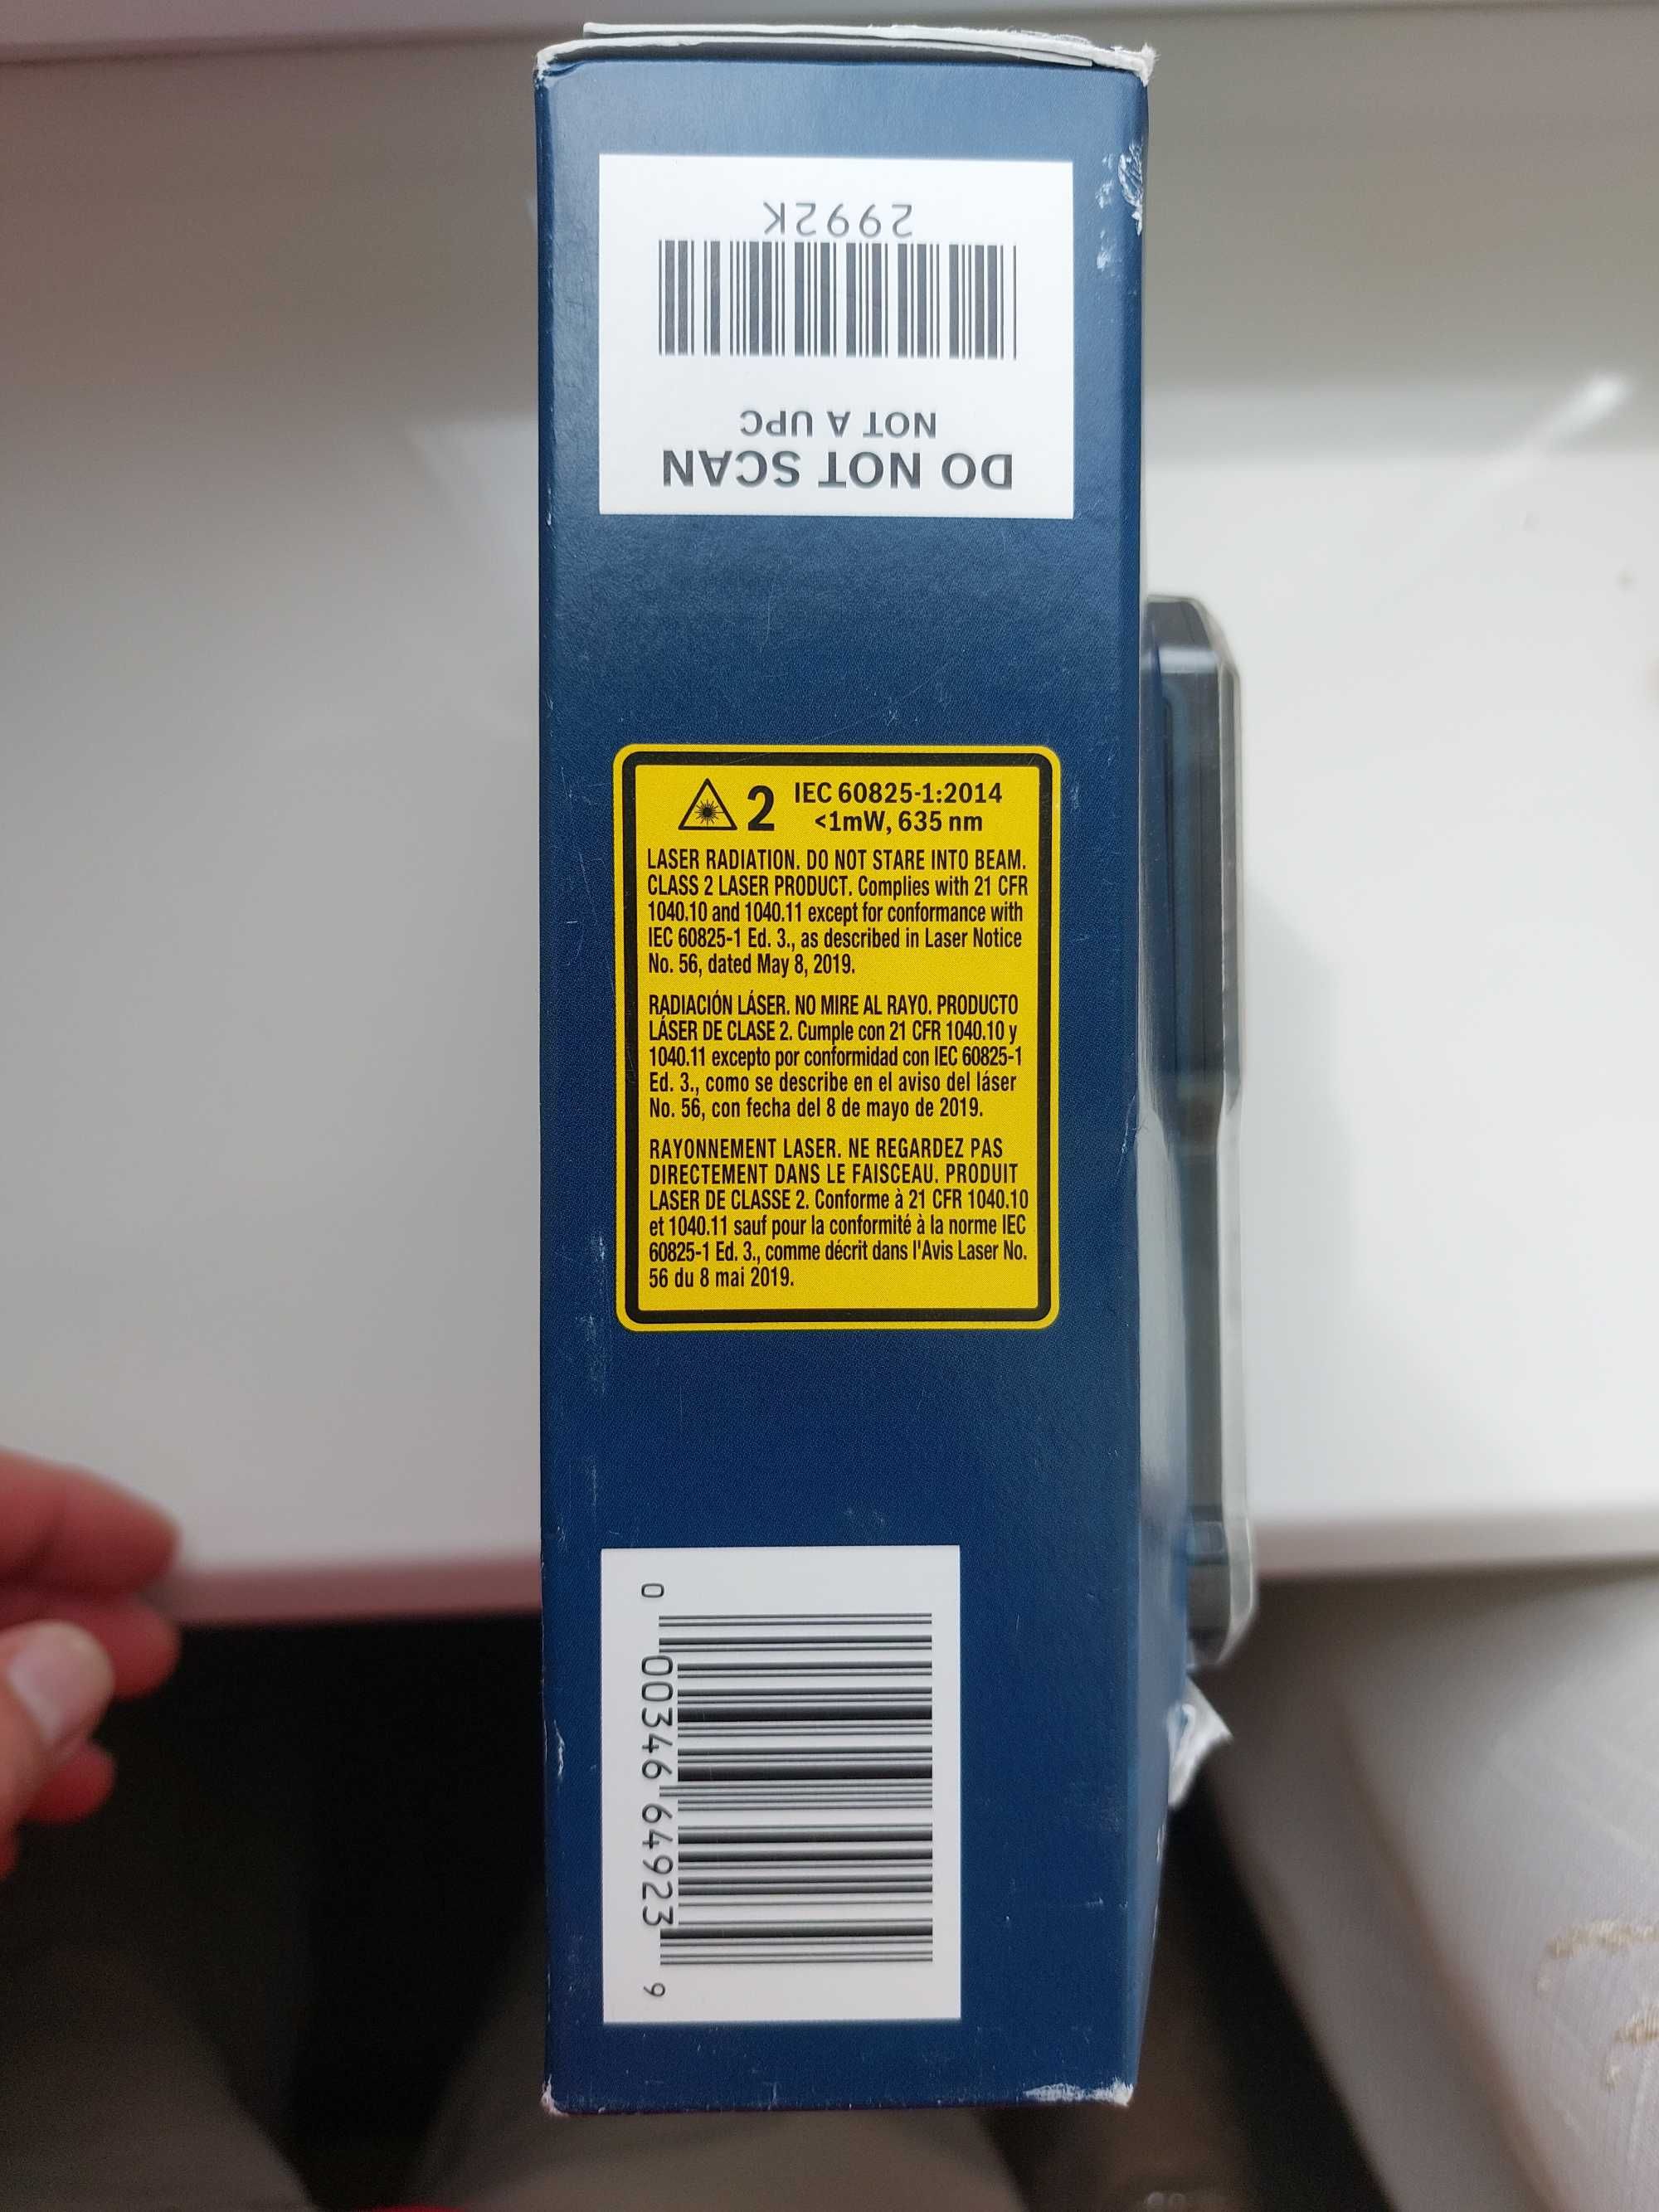 2992K
NOT A UPC
DO NOT SCAN
2 IEC 60825-1:2014
<1mW, 635 nm
LASER RADIATION. DO NOT STARE INTO BEAM.
CLASS 2 LASER PRODUCT. Complies with 21 CFR
1040.10 and 1040.11 except for conformance with
IEC 60825-1 Ed. 3., as described in Laser Notice
No. 56, dated May 8, 2019.
RADIACIÓN LÁSER. NO MIRE AL RAYO. PRODUCTO
LÁSER DE CLASE 2. Cumple con 21 CFR 1040.10 y
1040.11 excepto por conformidad con IEC 60825-1
Ed. 3., como se describe en el aviso del láser
No. 56, con fecha del 8 de mayo de 2019.
RAYONNEMENT LASER. NE REGARDEZ PAS
DIRECTEMENT DANS LE FAISCEAU. PRODUIT
LASER DE CLASSE 2. Conforme à 21 CFR 1040.10
et 1040.11 sauf pour la conformité à la norme IEC
60825-1 Ed. 3., comme décrit dans l'Avis Laser No.
56 du 8 mai 2019.
0 00346 64923 9